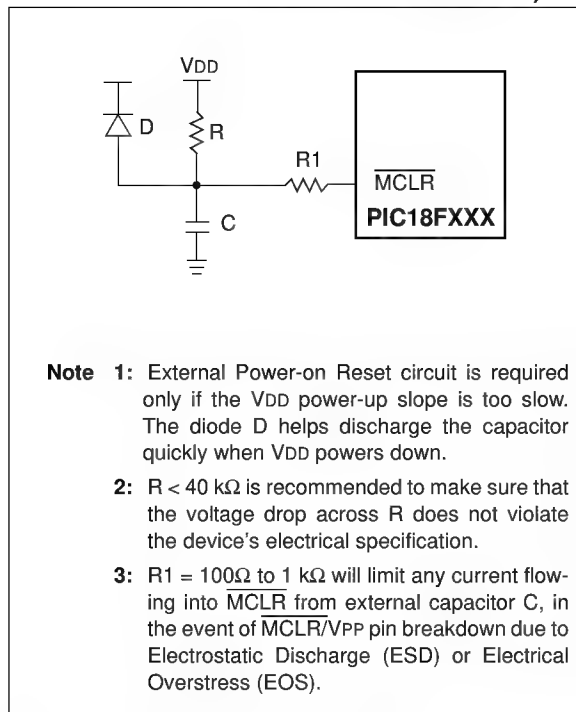 VDD
D
R
R1
MCLR
C
PIC18FXXX
Note 1: External Power-on Reset circuit is required
only if the VDD power-up slope is too slow.
The diode D helps discharge the capacitor
quickly when VDD powers down.
2: R < 40 kΩ is recommended to make sure that
the voltage drop across R does not violate
the device's electrical specification.
3: R1 = 100Ω to 1 kΩ will limit any current flow-
ing into MCLR from external capacitor C, in
the event of MCLR/VPP pin breakdown due to
Electrostatic Discharge (ESD) or Electrical
Overstress (EOS).